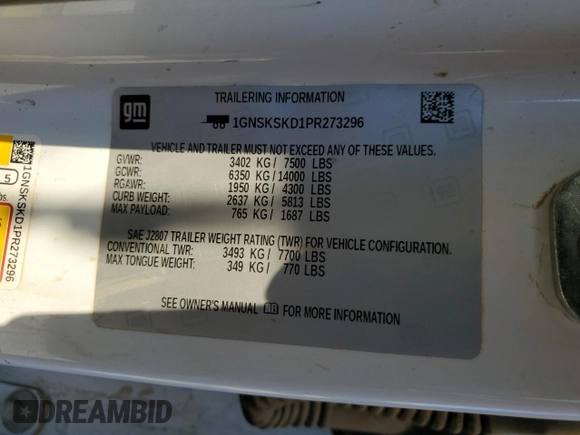 gm
TRAILERING INFORMATION
1GNSKSKD1PR273296
VEHICLE AND TRAILER MUST NOT EXCEED ANY OF THESE VALUES.
GVWR: 3402 KG/ 7500 LBS
GCWR: 6350 KG/14000 LBS
RGAWR: 1950 KG/ 4300 LBS
CURB WEIGHT: 2637 KG/ 5813 LBS
MAX PAYLOAD: 765 KG/ 1687 LBS
SAE J2807 TRAILER WEIGHT RATING (TWR) FOR VEHICLE CONFIGURATION.
CONVENTIONAL TWR: 3493 KG/ 7700 LBS
MAX TONGUE WEIGHT: 349 KG/ 770 LBS
SEE OWNER'S MANUAL FOR MORE INFORMATION
1GNSKSKD1PR273296
5
DREAMBID